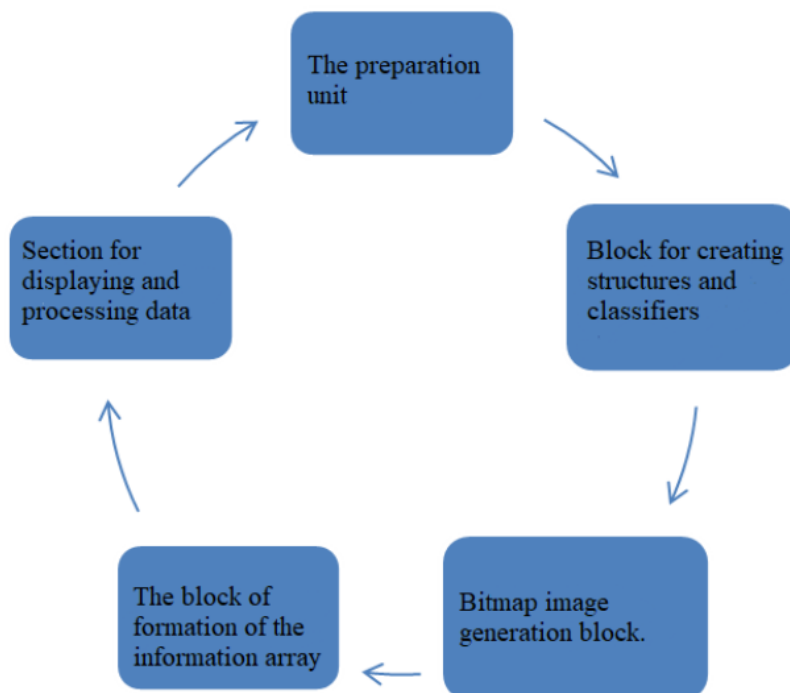 The preparation
unit
Block for creating
structures and
classifiers
Bitmap image
generation block.
The block of
formation of the
information array
Section for
displaying and
processing data